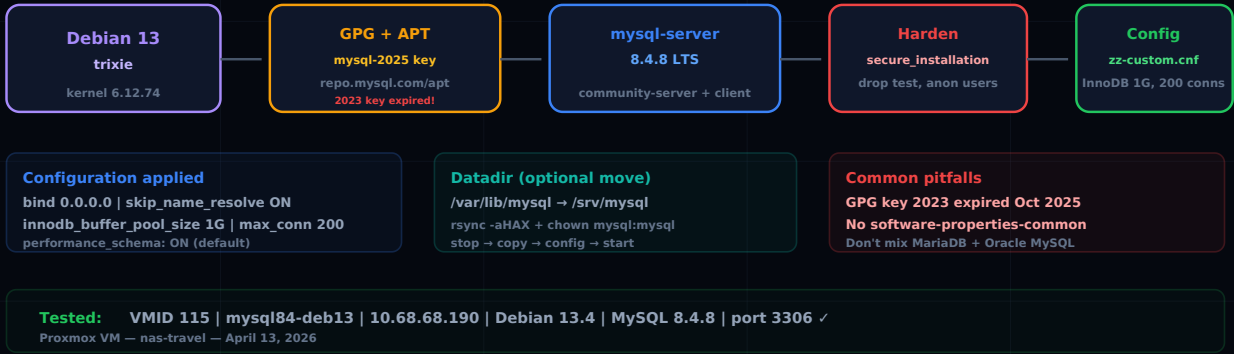 Debian 13
trixie
kernel 6.12.74
GPG + APT
mysql-2025 key
repo.mysql.com/apt
2023 key expired!
mysql-server
8.4.8 LTS
community-server + client
Harden
secure_installation
drop test, anon users
Config
zz-custom.cnf
InnoDB 1G, 200 conns
Configuration applied
bind 0.0.0.0 | skip_name_resolve ON
innodb_buffer_pool_size 1G | max_conn 200
performance_schema: ON (default)
Datadir (optional move)
/var/lib/mysql → /srv/mysql
rsync -aHAX + chown mysql:mysql
stop → copy → config → start
Common pitfalls
GPG key 2023 expired Oct 2025
No software-properties-common
Don't mix MariaDB + Oracle MySQL
Tested: VMID 115 | mysql84-deb13 | 10.68.68.190 | Debian 13.4 | MySQL 8.4.8 | port 3306 ✓
Proxmox VM — nas-travel — April 13, 2026